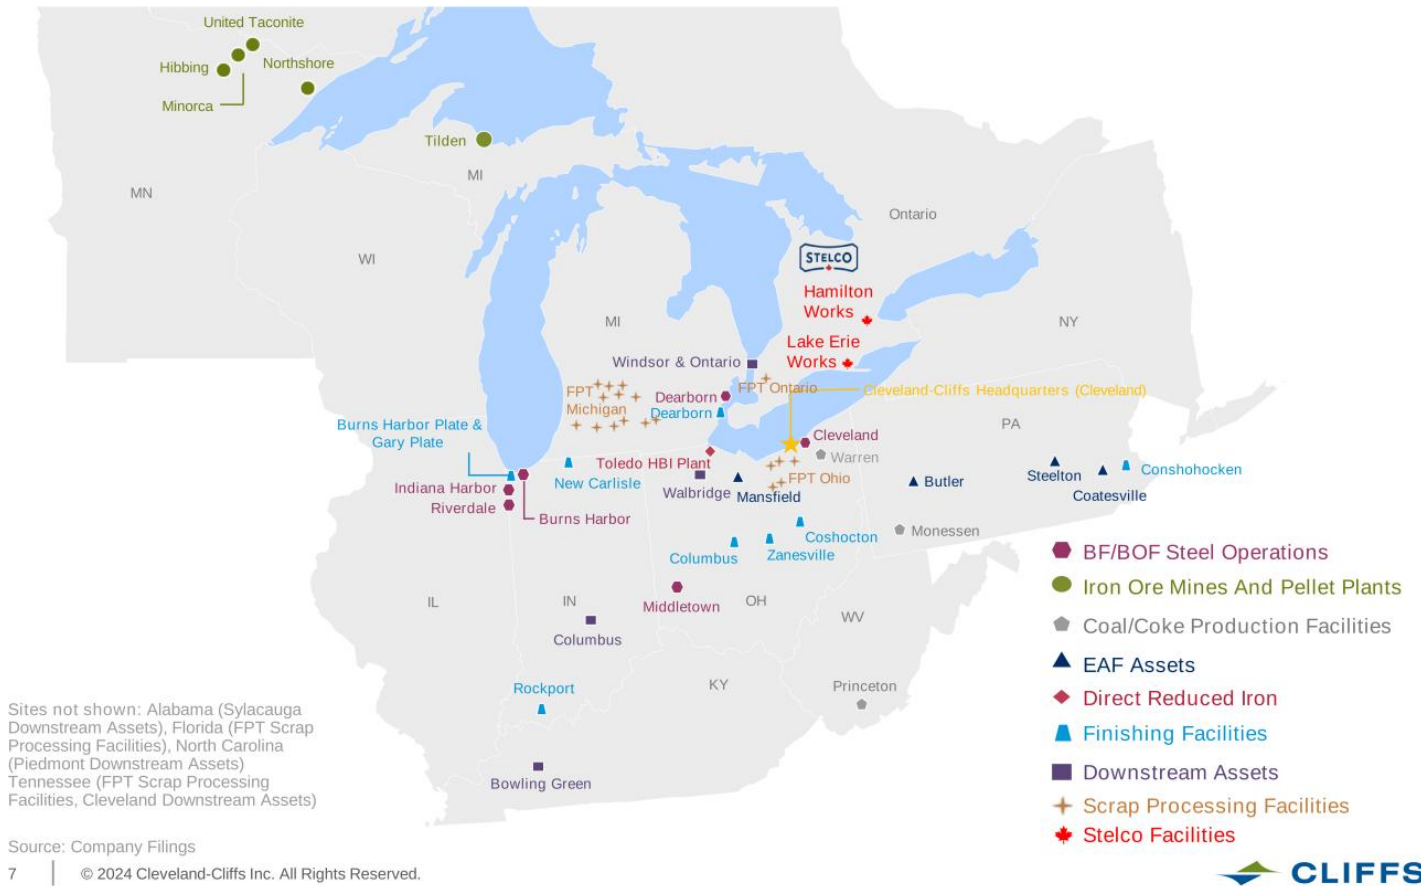 United Taconite
Hibbing
Northshore
Minorca
Tilden
MI
MN
Ontario
WI
STELCO
Hamilton
Works
MI
NY
Lake Erie
Works
Windsor & Ontario
FPT
Michigan
FPT Ontario
Dearborn
Dearborn
Cleveland-Cliffs Headquarters (Cleveland)
Burns Harbor Plate &
Gary Plate
PA
Cleveland
Warren
Toledo HBI Plant
New Carlisle
FPT Ohio
Walbridge
Mansfield
Butler
Steelton
Conshohocken
Coatesville
Indiana Harbor
Riverdale
Burns Harbor
Coshocton
Zanesville
Columbus
Monessen
IL
IN
Middletown
OH
WV
Columbus
Rockport
KY
Princeton
Bowling Green
BF/BOF Steel Operations
Iron Ore Mines And Pellet Plants
Coal/Coke Production Facilities
EAF Assets
Direct Reduced Iron
Finishing Facilities
Downstream Assets
Scrap Processing Facilities
Stelco Facilities
Sites not shown: Alabama (Sylacauga
Downstream Assets), Florida (FPT Scrap
Processing Facilities), North Carolina
(Piedmont Downstream Assets)
Tennessee (FPT Scrap Processing
Facilities, Cleveland Downstream Assets)
Source: Company Filings
7 © 2024 Cleveland-Cliffs Inc. All Rights Reserved.
CLIFFS